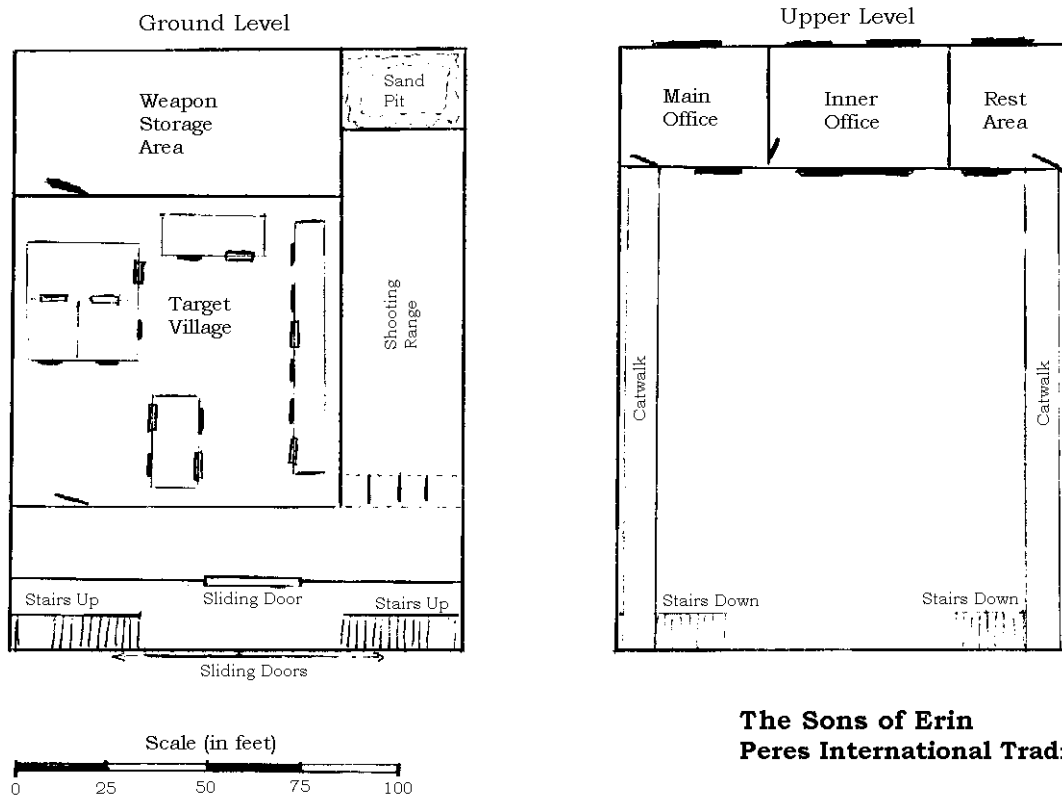 Ground Level
Sand
Pit
Weapon
Storage
Area
Target
Village
Shooting
Range
Stairs Up
Sliding Door
Stairs Up
Sliding Doors
Scale (in feet)
0 25 50 75 100
Upper Level
Main
Office
Inner
Office
Rest
Area
Catwalk
Catwalk
Stairs Down
Stairs Down
The Sons of Erin
Peres International